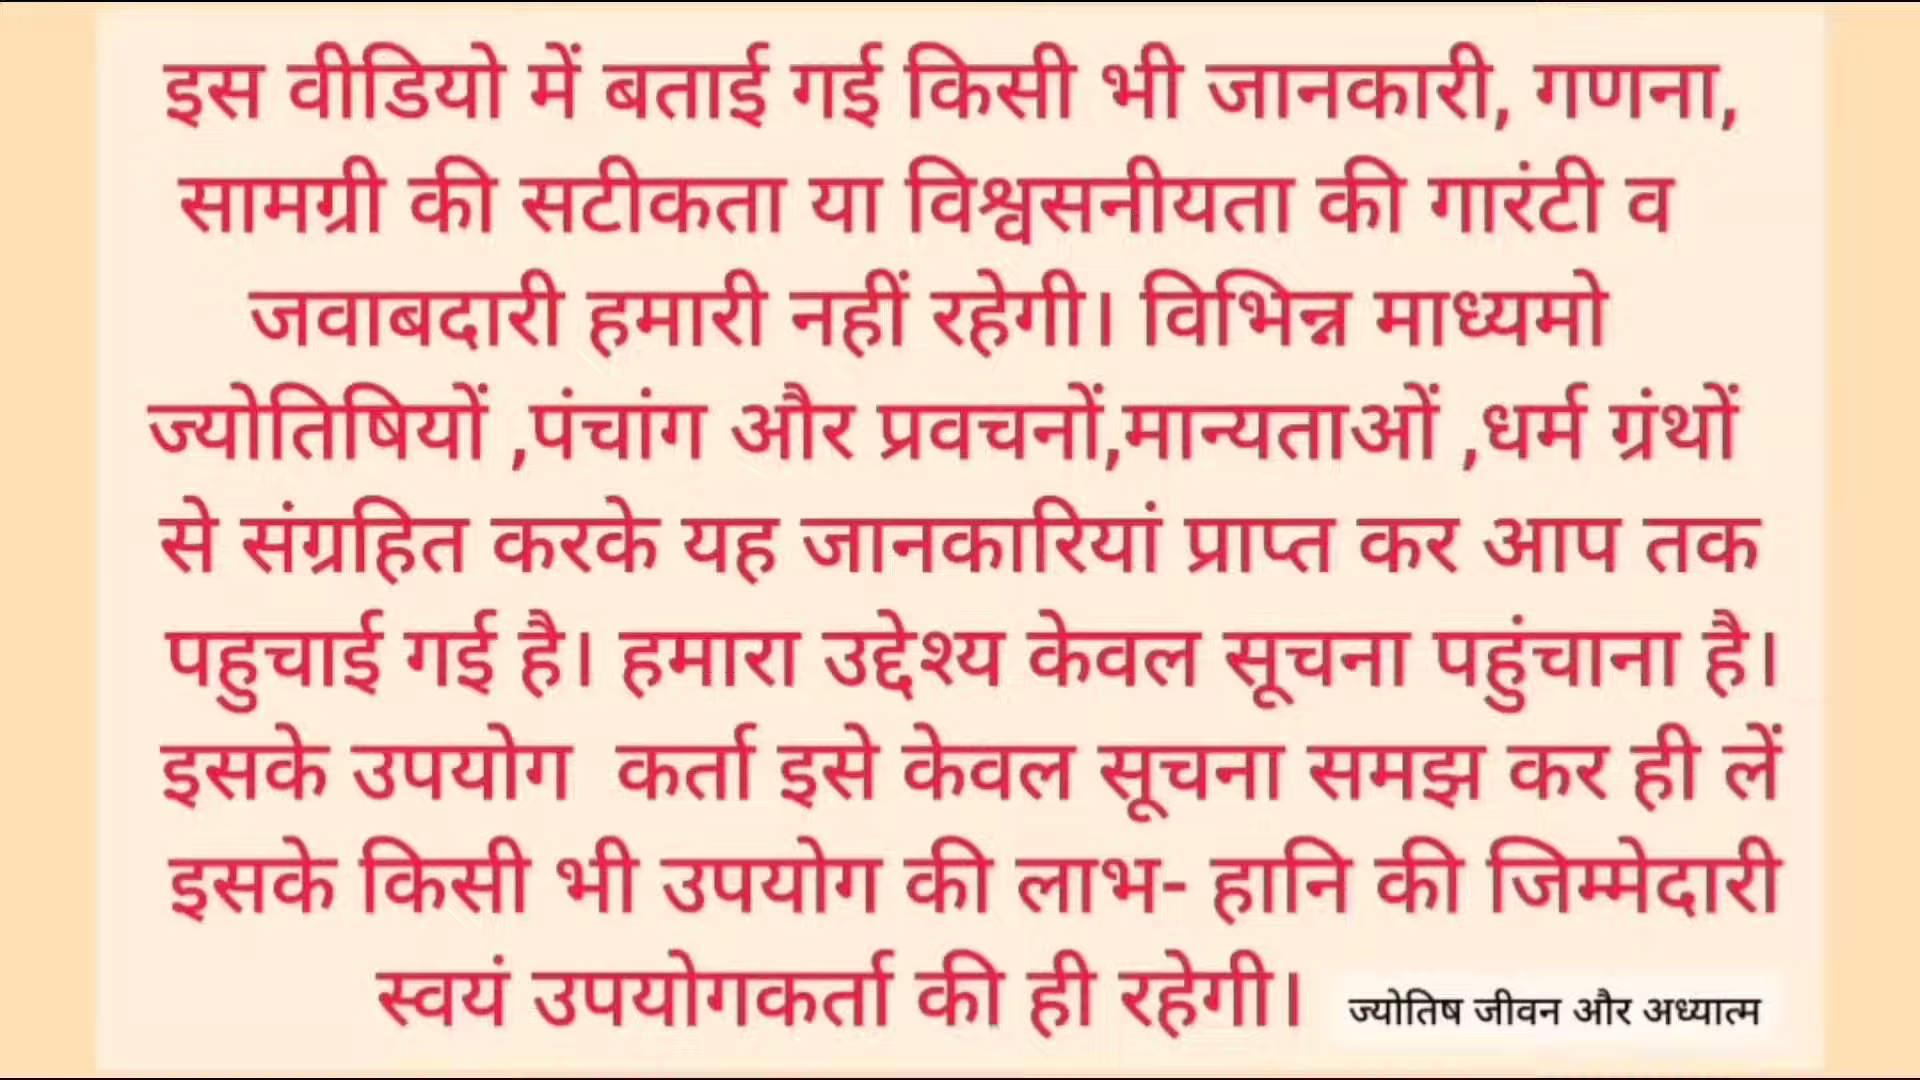 इस वीडियो में बताई गई किसी भी जानकारी, गणना,
सामग्री की सटीकता या विश्वसनीयता की गारंटी व
जवाबदारी हमारी नहीं रहेगी। विभिन्न माध्यमो
ज्योतिषियों ,पंचांग और प्रवचनों,मान्यताओं ,धर्म ग्रंथों
से संग्रहित करके यह जानकारियां प्राप्त कर आप तक
पहुचाई गई है। हमारा उद्देश्य केवल सूचना पहुंचाना है।
इसके उपयोग  कर्ता इसे केवल सूचना समझ कर ही लें
इसके किसी भी उपयोग की लाभ- हानि की जिम्मेदारी
स्वयं उपयोगकर्ता की ही रहेगी।
ज्योतिष जीवन और अध्यात्म